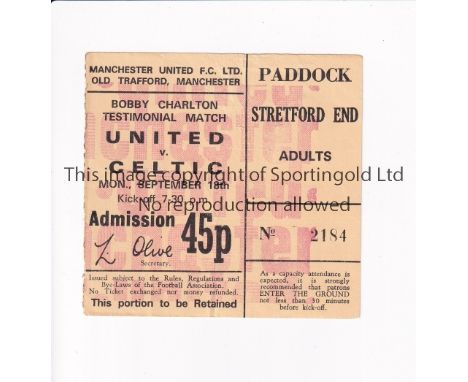 MANCHESTER UNITED F.C. LTD.
OLD TRAFFORD, MANCHESTER
BOBBY CHARLTON
TESTIMONIAL MATCH
UNITED
v.
CELTIC
MON., SEPTEMBER 18th
Kick-off 7-30 p.m.
Admission 45p
L. Olive
Secretary.
Issued subject to the Rules, Regulations and
Bye-Laws of the Football Association.
No Ticket exchanged nor money refunded.
This portion to be Retained
PADDOCK
STRETFORD END
ADULTS
No 2184
As a capacity attendance is
expected, it is strongly
recommended that patrons
ENTER THE GROUND
not less than 30 minutes
before kick-off.
This image copyright of Sportingold Ltd)
No reproduction allowed